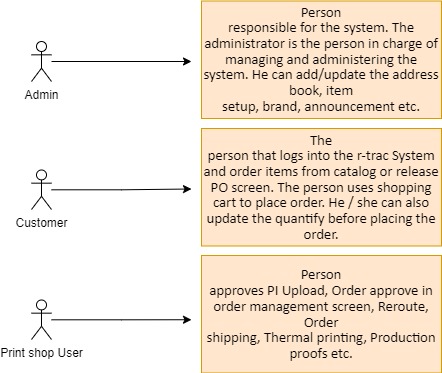 Person
responsible for the system. The
administrator is the person in charge of
managing and administering the
system. He can add/update the address
book, item
setup, brand, announcement etc.
Admin
The
person that logs into the r-trac System
and order items from catalog or release
PO screen. The person uses shopping
cart to place order. He / she can also
update the quantify before placing the
order.
Customer
Person
approves PI Upload, Order approve in
order management screen, Reroute,
Order
shipping, Thermal printing, Production
proofs etc.
Print shop User